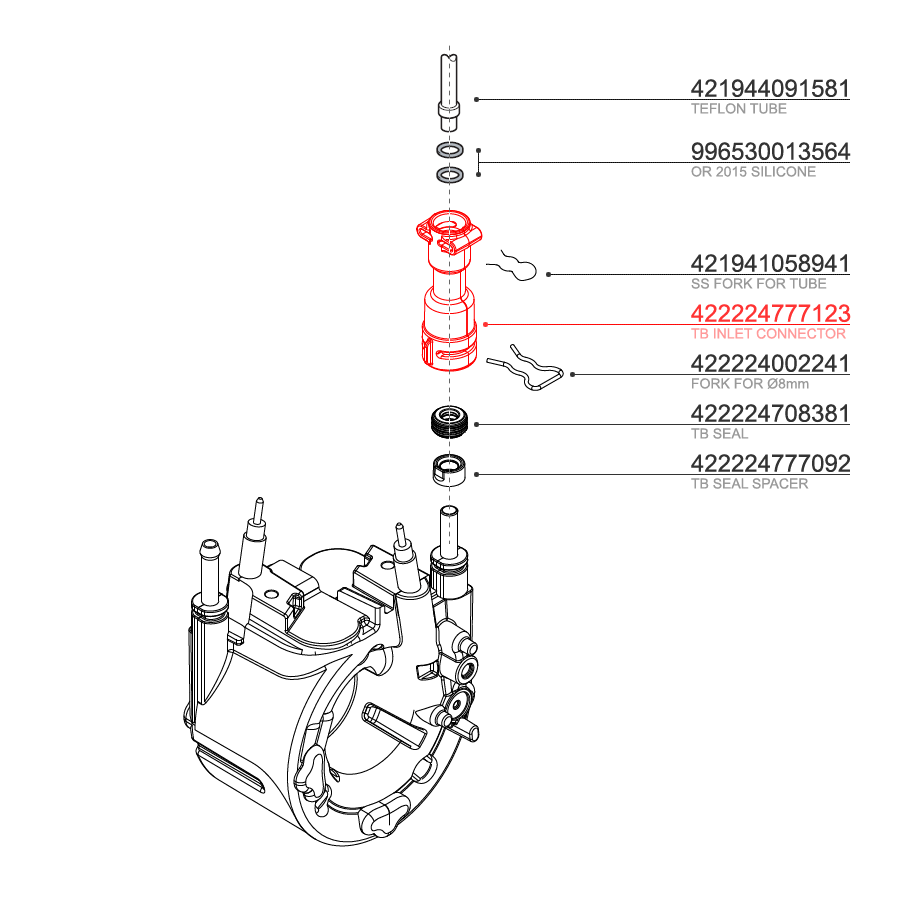 421944091581
TEFLON TUBE
996530013564
OR 2015 SILICONE
421941058941
SS FORK FOR TUBE
422224777123
TB INLET CONNECTOR
422224002241
FORK FOR Ø8mm
422224708381
TB SEAL
422224777092
TB SEAL SPACER